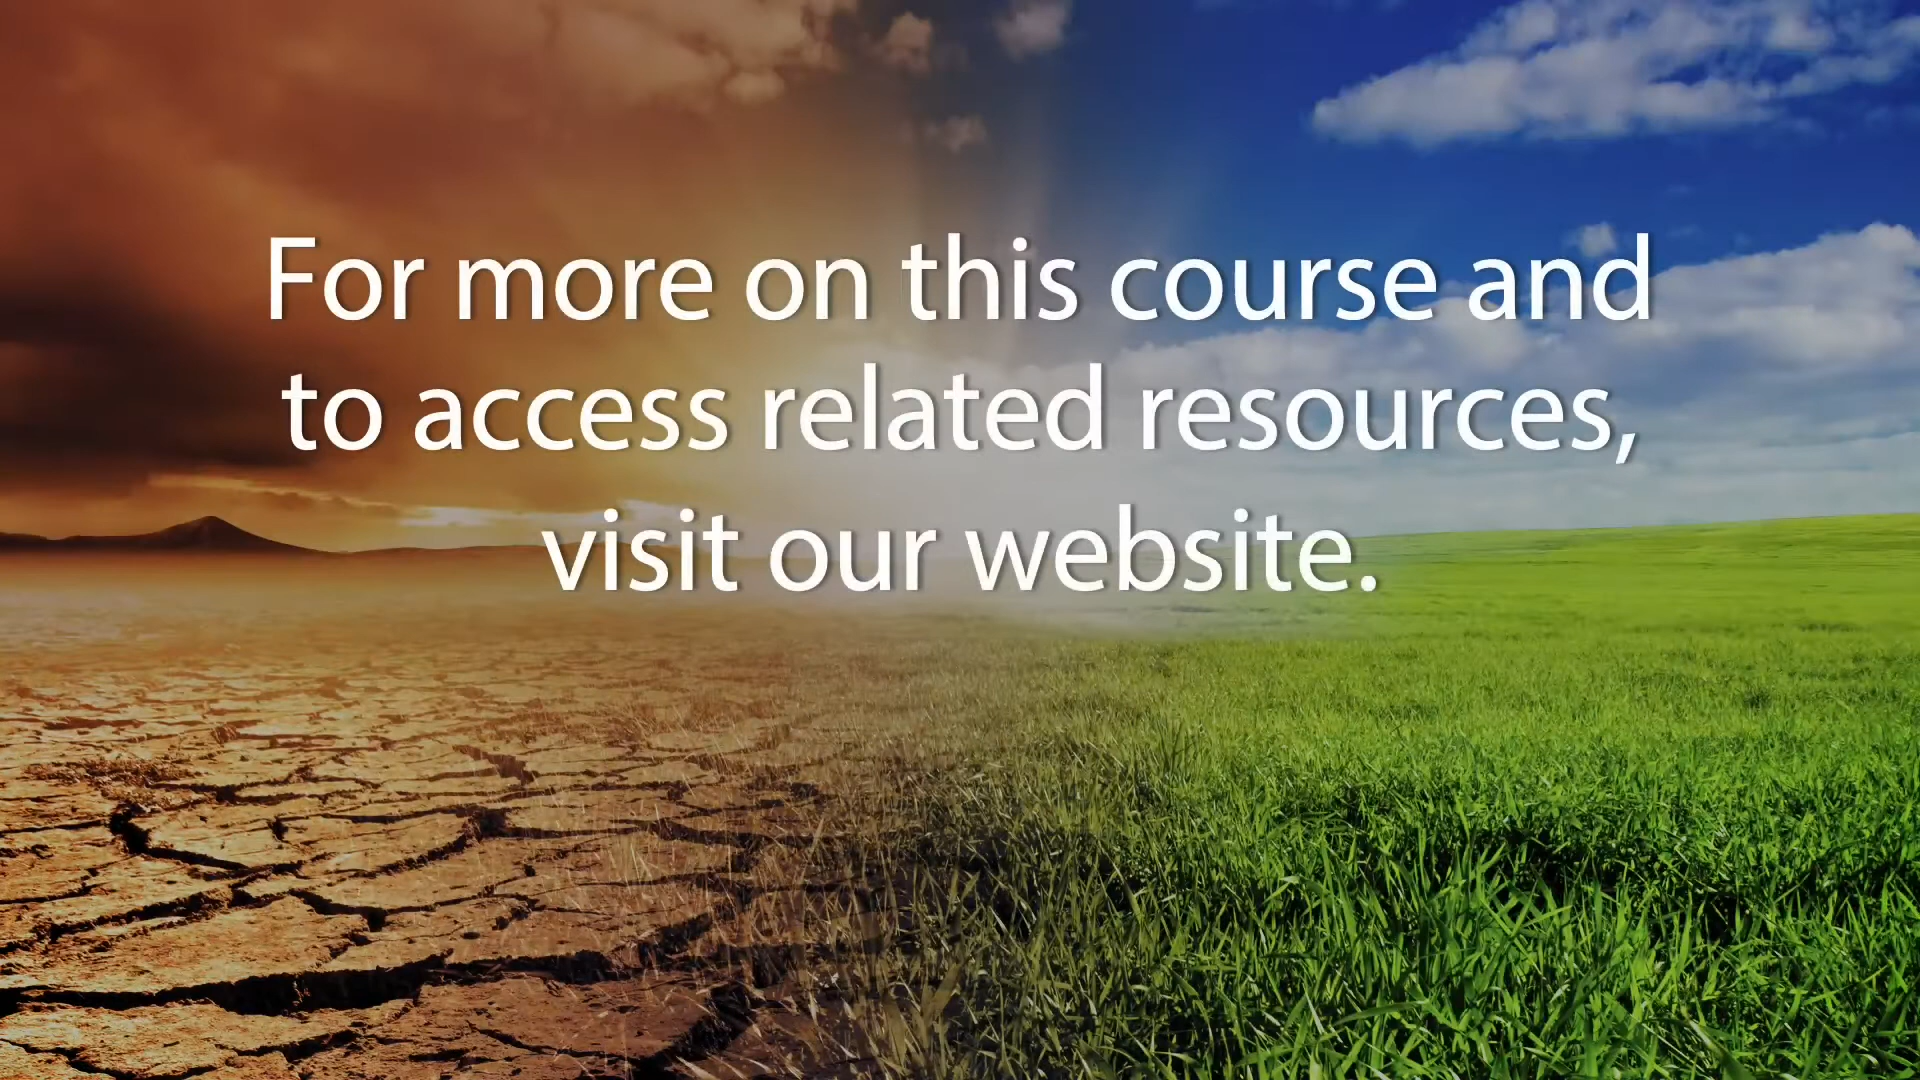 For more on this course and
to access related resources,
visit our website.